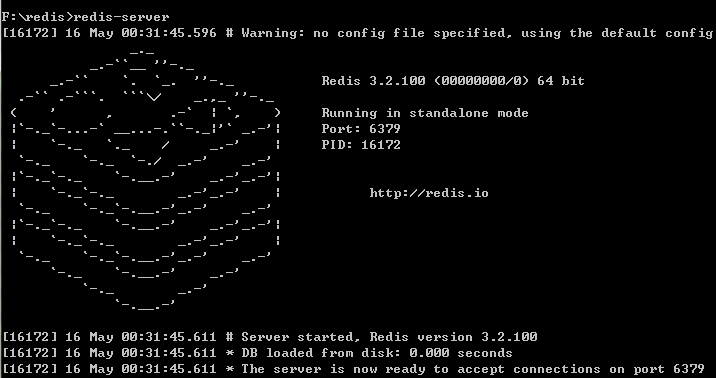 F:\redis>redis-server
[16172] 16 May 00:31:45.596 # Warning: no config file specified, using the default config
Redis 3.2.100 (00000000/0) 64 bit
Running in standalone mode
Port: 6379
PID: 16172
http://redis.io
[16172] 16 May 00:31:45.611 # Server started, Redis version 3.2.100
[16172] 16 May 00:31:45.611 * DB loaded from disk: 0.000 seconds
[16172] 16 May 00:31:45.611 * The server is now ready to accept connections on port 6379